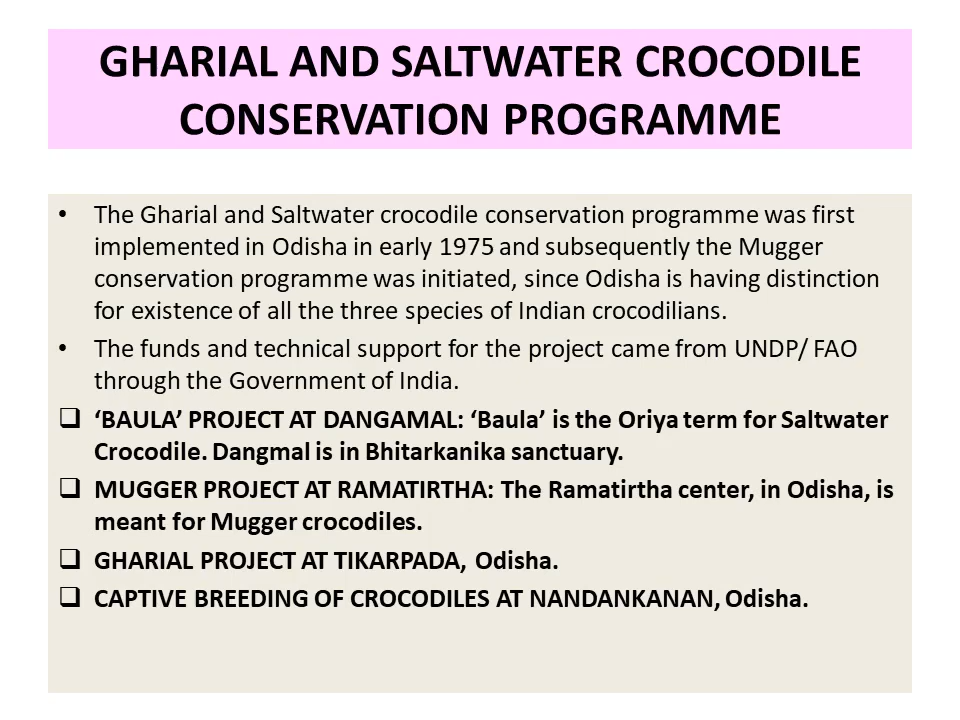 GHARIAL AND SALTWATER CROCODILE
CONSERVATION PROGRAMME
• The Gharial and Saltwater crocodile conservation programme was first
implemented in Odisha in early 1975 and subsequently the Mugger
conservation programme was initiated, since Odisha is having distinction
for existence of all the three species of Indian crocodilians.
• The funds and technical support for the project came from UNDP/ FAO
through the Government of India.
❑ ‘BAULA’ PROJECT AT DANGAMAL: ‘Baula’ is the Oriya term for Saltwater
Crocodile. Dangmal is in Bhitarkanika sanctuary.
❑ MUGGER PROJECT AT RAMATIRTHA: The Ramatirtha center, in Odisha, is
meant for Mugger crocodiles.
❑ GHARIAL PROJECT AT TIKARPADA, Odisha.
❑ CAPTIVE BREEDING OF CROCODILES AT NANDANKANAN, Odisha.